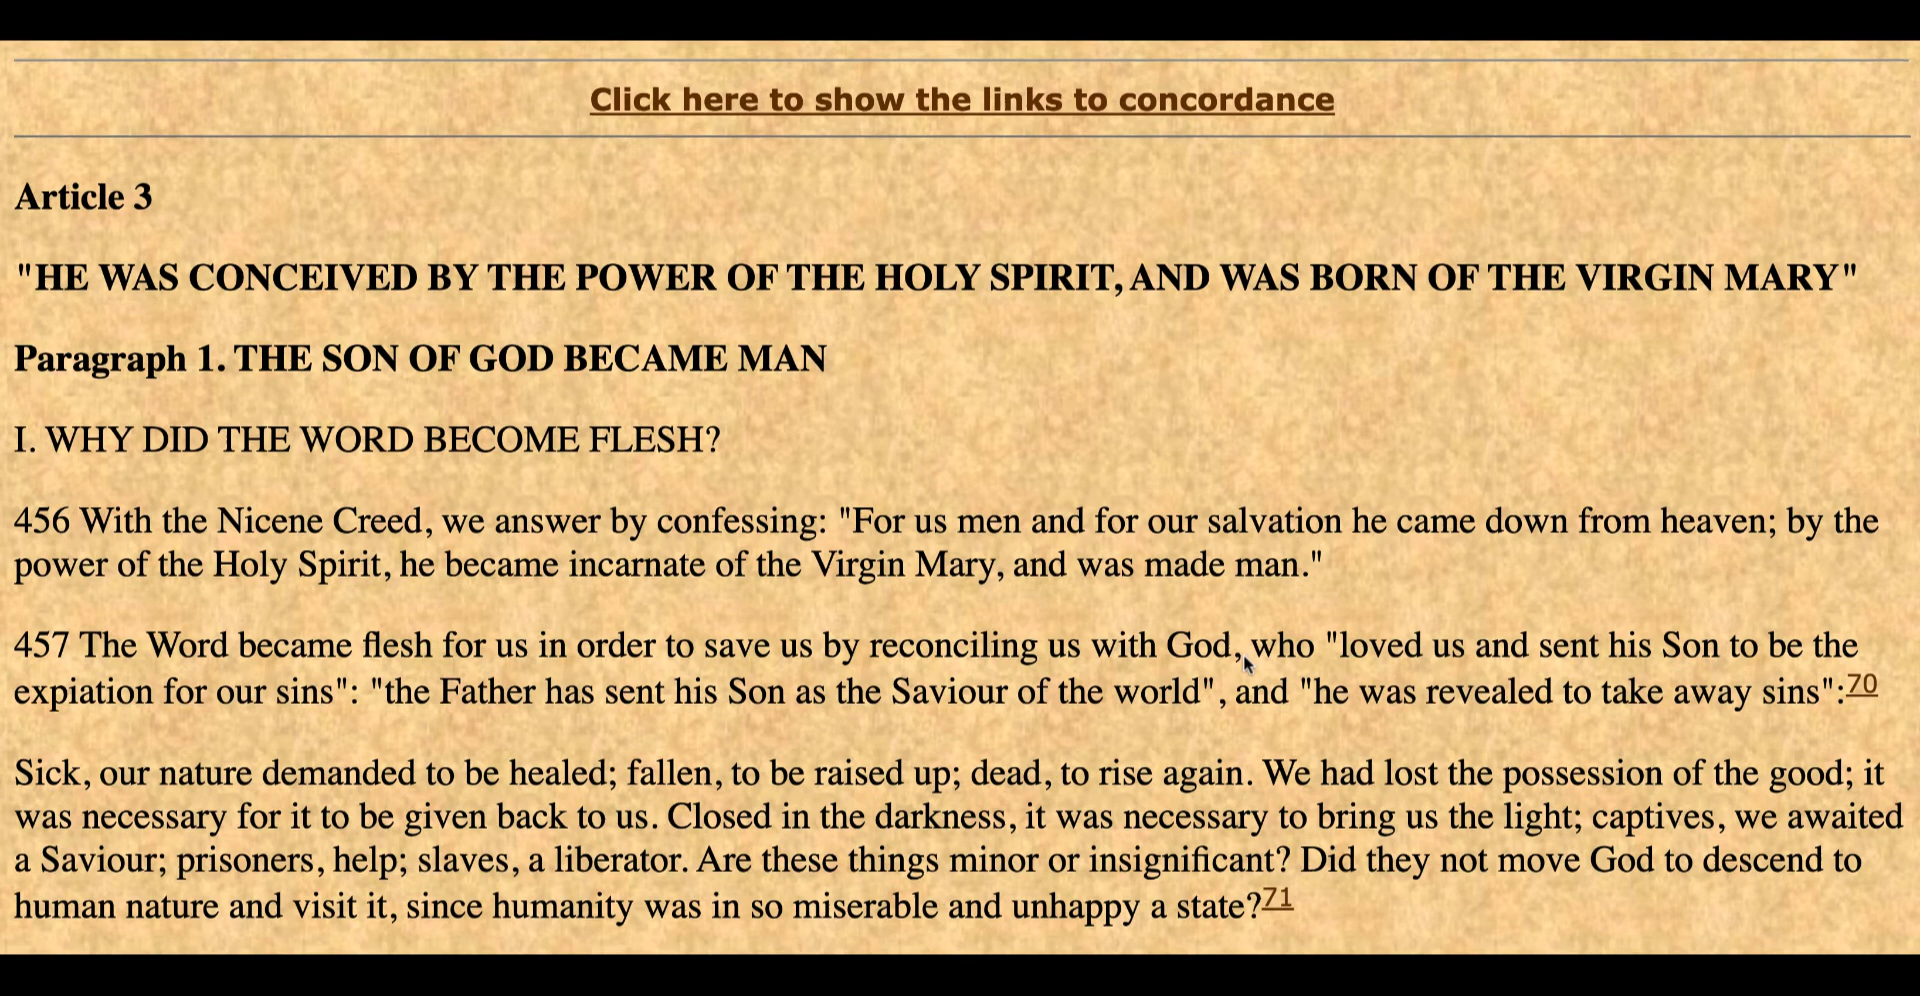 Click here to show the links to concordance
Article 3
"HE WAS CONCEIVED BY THE POWER OF THE HOLY SPIRIT, AND WAS BORN OF THE VIRGIN MARY"
Paragraph 1. THE SON OF GOD BECAME MAN
I. WHY DID THE WORD BECOME FLESH?
456 With the Nicene Creed, we answer by confessing: "For us men and for our salvation he came down from heaven; by the
power of the Holy Spirit, he became incarnate of the Virgin Mary, and was made man."
457 The Word became flesh for us in order to save us by reconciling us with God, who "loved us and sent his Son to be the
expiation for our sins": "the Father has sent his Son as the Saviour of the world", and "he was revealed to take away sins":70
Sick, our nature demanded to be healed; fallen, to be raised up; dead, to rise again. We had lost the possession of the good; it
was necessary for it to be given back to us. Closed in the darkness, it was necessary to bring us the light; captives, we awaited
a Saviour; prisoners, help; slaves, a liberator. Are these things minor or insignificant? Did they not move God to descend to
human nature and visit it, since humanity was in so miserable and unhappy a state?71